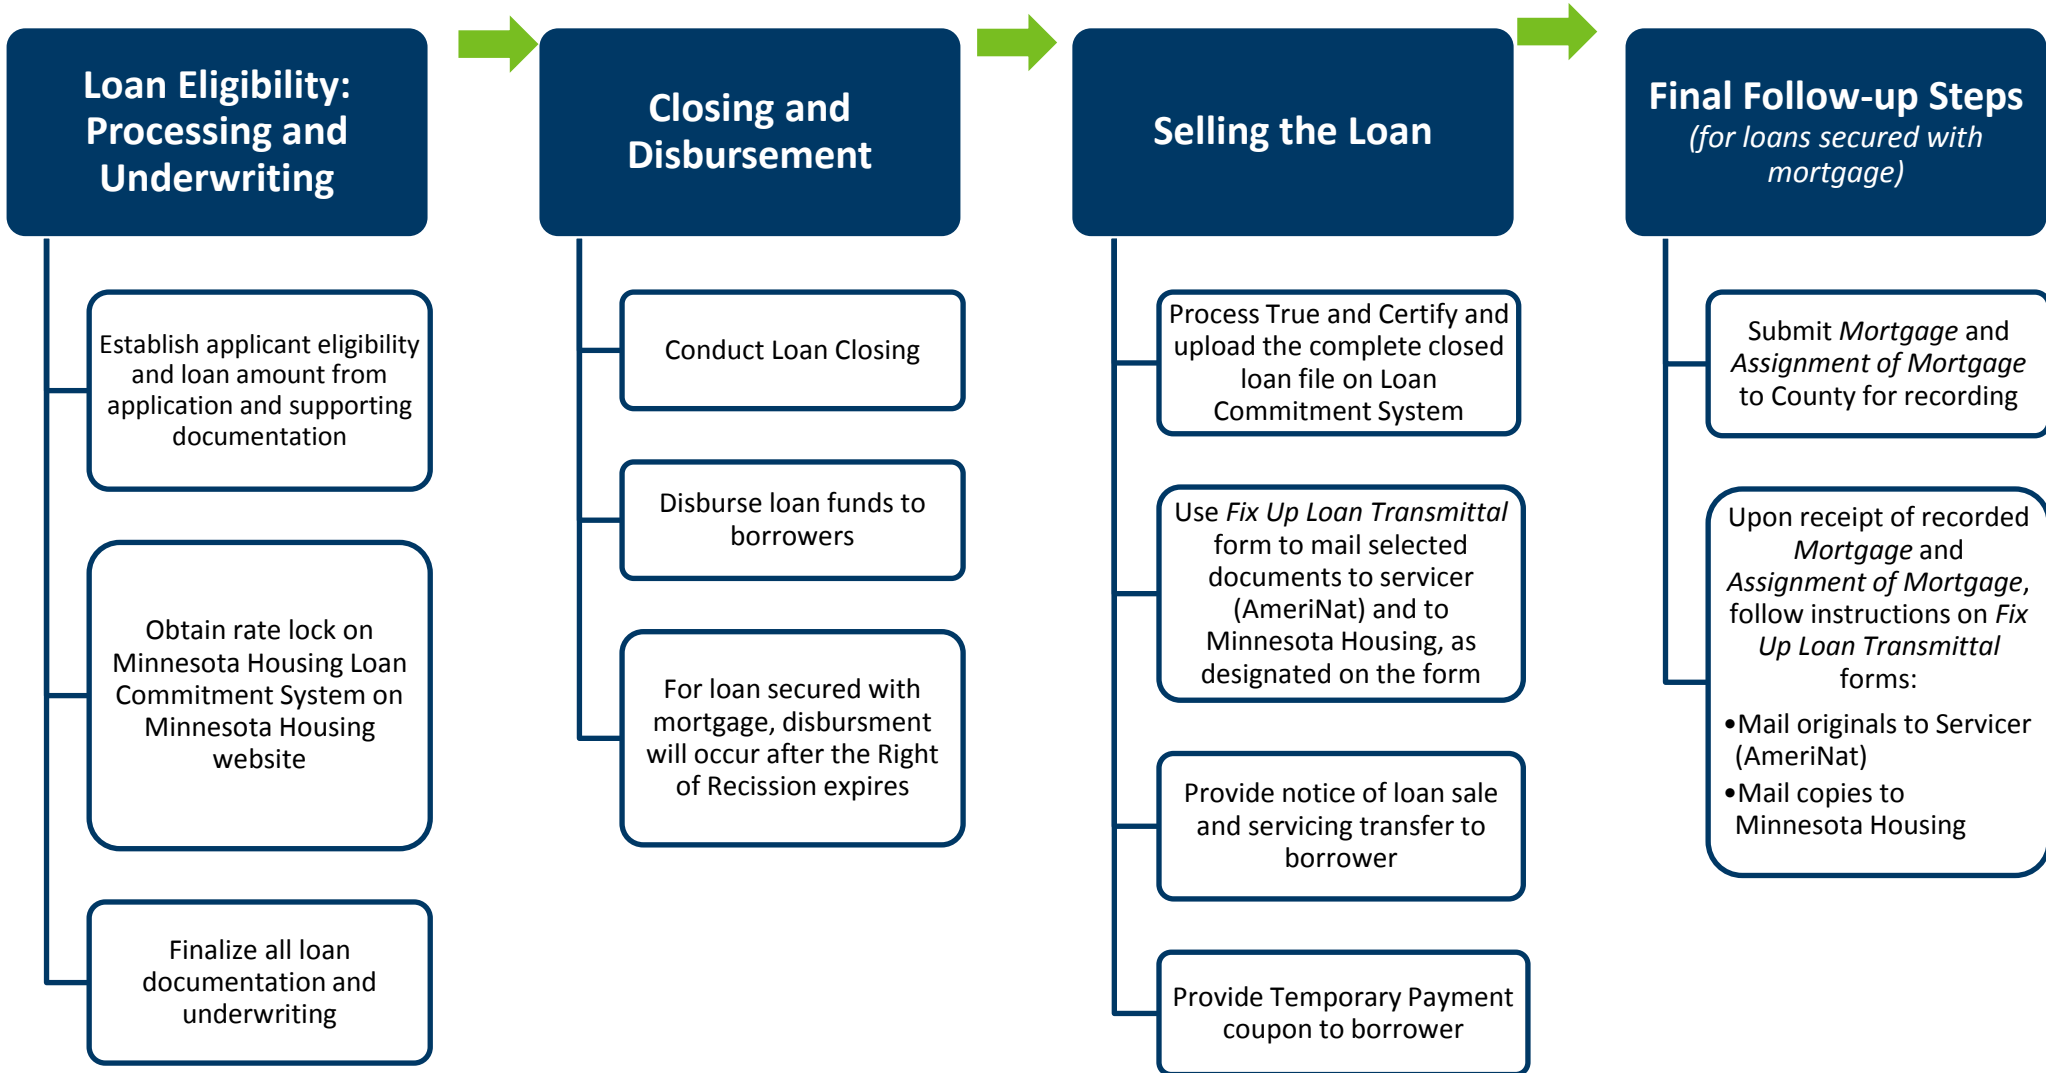 Loan Eligibility:
Processing and
Underwriting
Establish applicant eligibility
and loan amount from
application and supporting
documentation
Obtain rate lock on
Minnesota Housing Loan
Commitment System on
Minnesota Housing
website
Finalize all loan
documentation and
underwriting
Closing and
Disbursement
Conduct Loan Closing
Disburse loan funds to
borrowers
For loan secured with
mortgage, disbursment
will occur after the Right
of Recission expires
Selling the Loan
Process True and Certify and
upload the complete closed
loan file on Loan
Commitment System
Use Fix Up Loan Transmittal
form to mail selected
documents to servicer
(AmeriNat) and to
Minnesota Housing, as
designated on the form
Provide notice of loan sale
and servicing transfer to
borrower
Provide Temporary Payment
coupon to borrower
Final Follow-up Steps
(for loans secured with
mortgage)
Submit Mortgage and
Assignment of Mortgage
to County for recording
Upon receipt of recorded
Mortgage and
Assignment of Mortgage,
follow instructions on Fix
Up Loan Transmittal
forms:
•Mail originals to Servicer
(AmeriNat)
•Mail copies to
Minnesota Housing